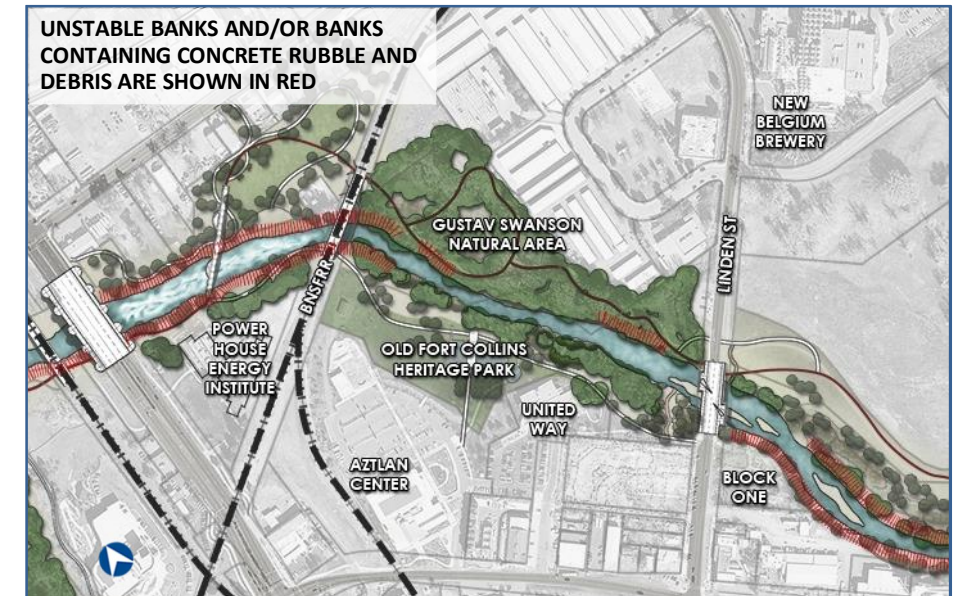 UNSTABLE BANKS AND/OR BANKS
CONTAINING CONCRETE RUBBLE AND
DEBRIS ARE SHOWN IN RED
NEW
BELGIUM
BREWERY
GUSTAV SWANSON
NATURAL AREA
LINDEN ST
BNSFRR
POWER
HOUSE
ENERGY
INSTITUTE
OLD FORT COLLINS
HERITAGE PARK
UNITED
WAY
AZTLAN
CENTER
BLOCK
ONE